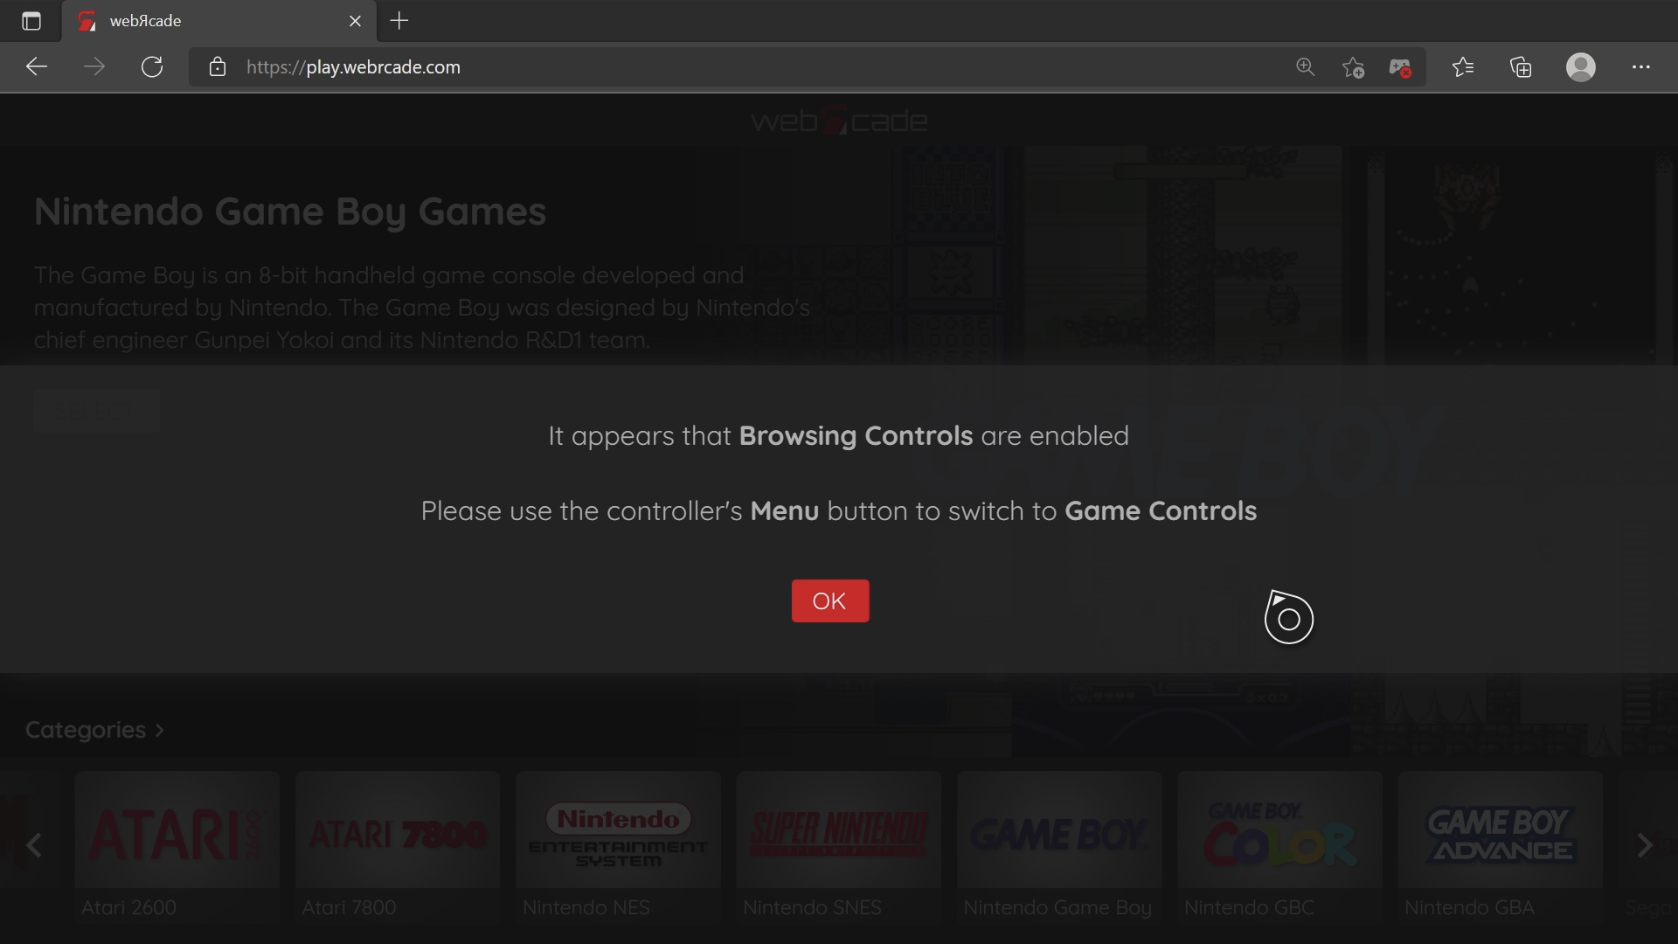 webЯcade
https://play.webrcade.com
webЯcade
Nintendo Game Boy Games
The Game Boy is an 8-bit handheld game console developed and
manufactured by Nintendo. The Game Boy was designed by Nintendo's
chief engineer Gunpei Yokoi and its Nintendo R&D1 team.
SELECT
GAME BOY
It appears that Browsing Controls are enabled
Please use the controller's Menu button to switch to Game Controls
OK
Categories >
ATARI 2600
ATARI 7800
Nintendo
ENTERTAINMENT
SYSTEM
SUPER NINTENDO
GAME BOY
GAME BOY
COLOR
GAME BOY
ADVANCE
Atari 2600
Atari 7800
Nintendo NES
Nintendo SNES
Nintendo Game Boy
Nintendo GBC
Nintendo GBA
Sega